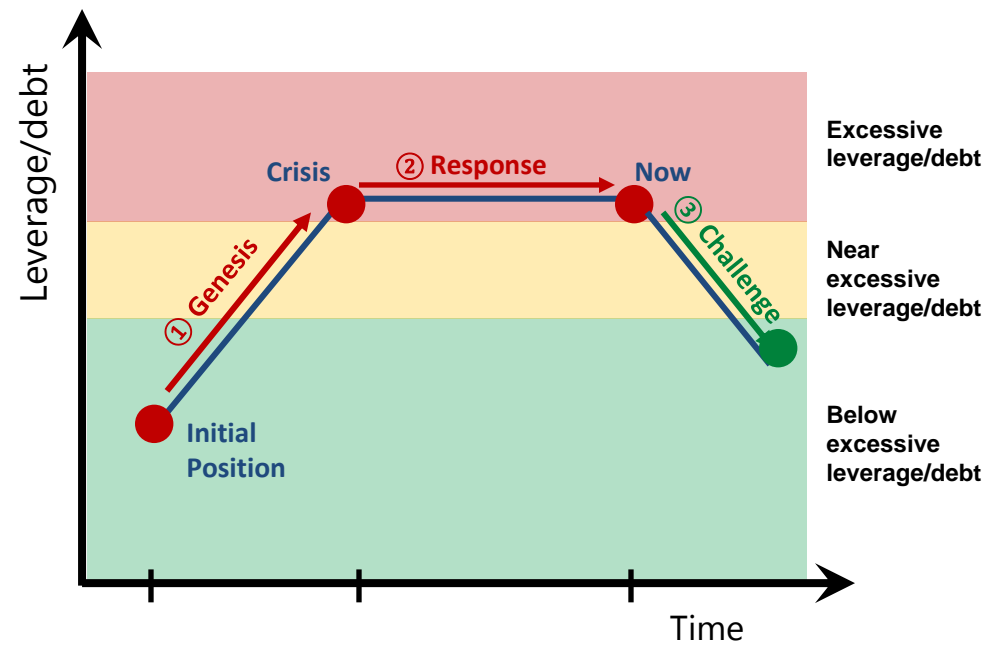 Leverage/debt
Crisis
② Response
Now
① Genesis
③ Challenge
Initial
Position
Excessive
leverage/debt
Near
excessive
leverage/debt
Below
excessive
leverage/debt
Time